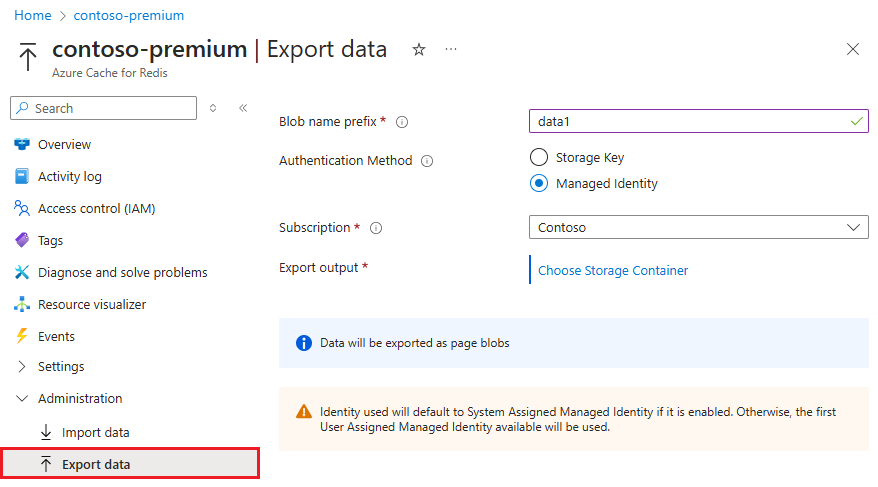 Home > contoso-premium
contoso-premium | Export data
Azure Cache for Redis
Search
Overview
Activity log
Access control (IAM)
Tags
Diagnose and solve problems
Resource visualizer
Events
Settings
Administration
Import data
Export data
Blob name prefix *
data1
Authentication Method
Storage Key
Managed Identity
Subscription *
Contoso
Export output *
Choose Storage Container
Data will be exported as page blobs
Identity used will default to System Assigned Managed Identity if it is enabled. Otherwise, the first
User Assigned Managed Identity available will be used.